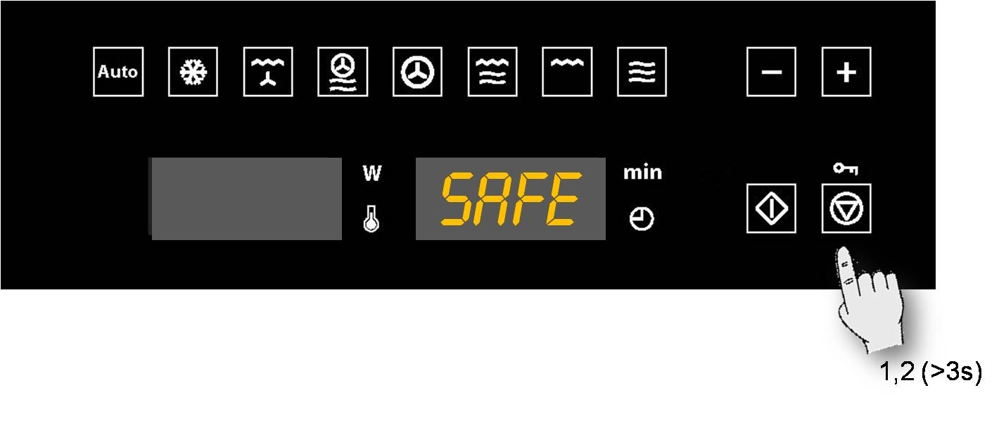 Auto
− +
W SAFE min
1,2 (>3s)